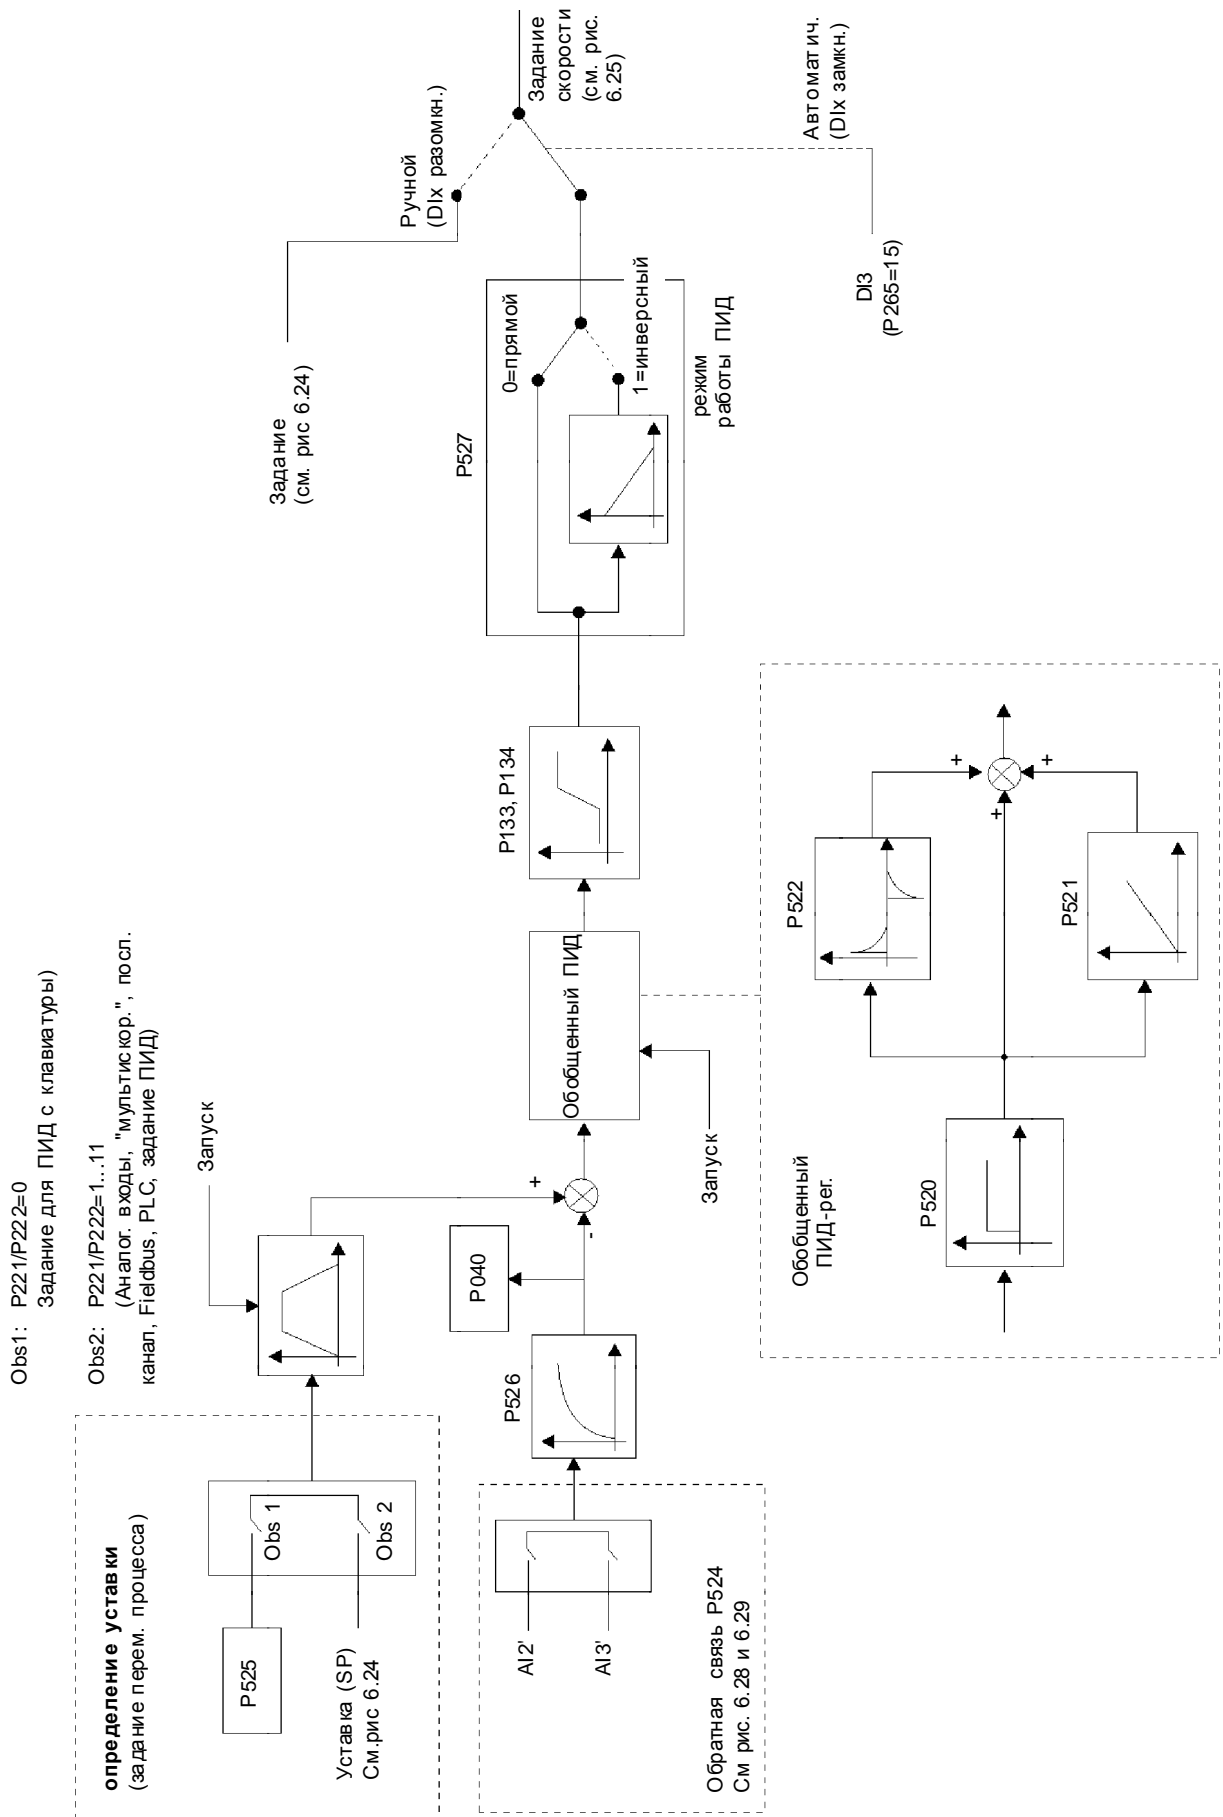 Obs1: P221/P222=0
Задание для ПИД с клавиатуры)
Obs2: P221/P222=1...11
(Аналог. входы, "мультискор.", посл.
канал, Fieldbus, PLC, задание ПИД)
определение уставки
(задание перем. процесса)
P525
Уставка (SP)
См.рис 6.24
Obs 1
Obs 2
Запуск
AI2'
AI3'
Обратная связь P524
См рис. 6.28 и 6.29
P526
P040
+
-
Обобщенный ПИД
Запуск
P133, P134
P527
0=прямой
1=инверсный
режим
работы ПИД
Задание
(см. рис 6.24)
Ручной
(DIx разомкн.)
Задание
скорости
(см. рис.
6.25)
Автоматич.
(DIx замкн.)
DI3
(P265=15)
Обобщенный
ПИД-рег.
P520
P522
P521
+
+
+